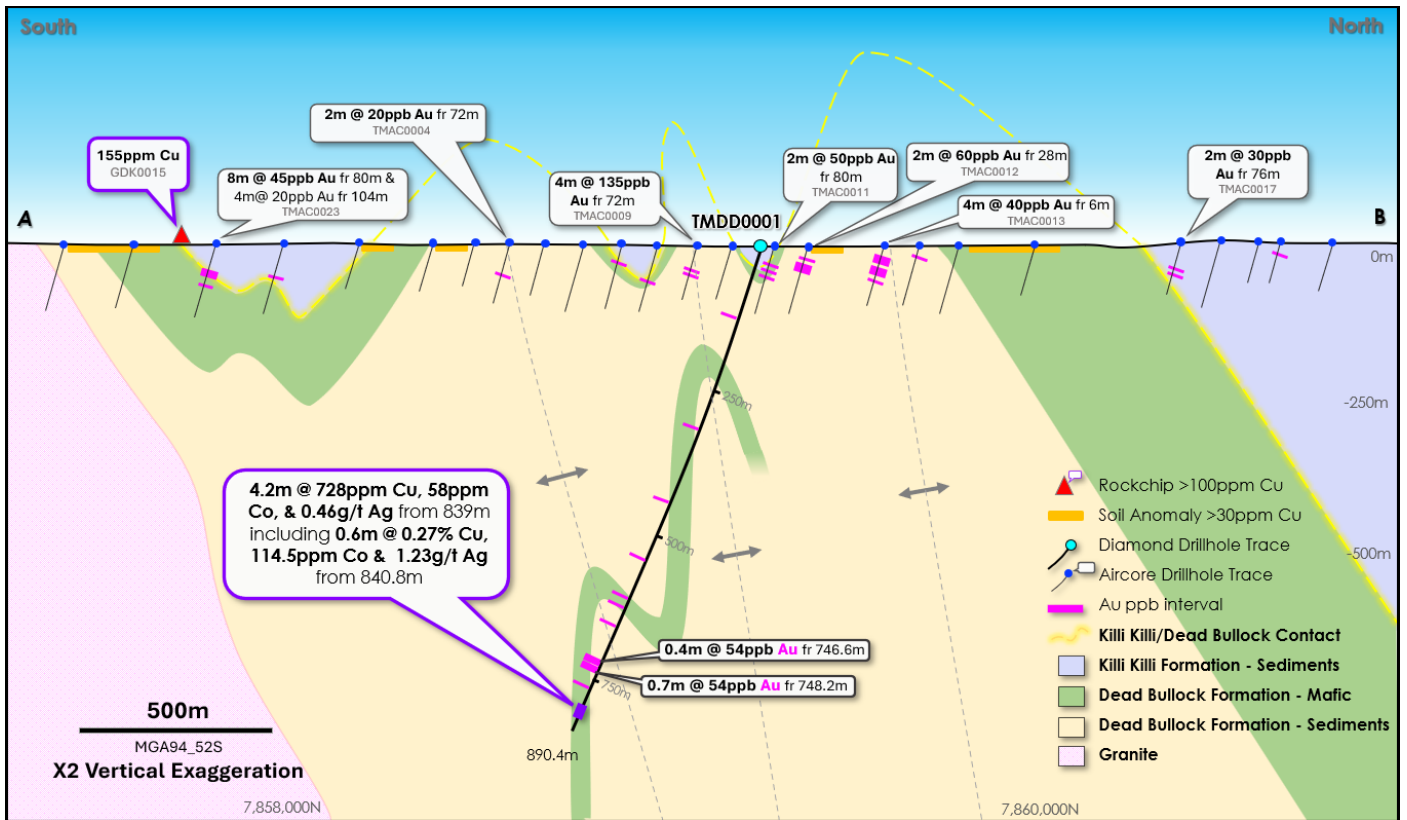 South
North
2m @ 20ppb Au fr 72m
TMAC0004
155ppm Cu
GDK0015
8m @ 45ppb Au fr 80m &
4m@ 20ppb Au fr 104m
TMAC0023
4m @ 135ppb
Au fr 72m
TMAC0009
2m @ 50ppb Au
fr 80m
TMAC0011
2m @ 60ppb Au fr 28m
TMAC0012
4m @ 40ppb Au fr 6m
TMAC0013
2m @ 30ppb
Au fr 76m
TMAC0017
A
TMDD0001
B
0m
250m
-250m
4.2m @ 728ppm Cu, 58ppm
Co, & 0.46g/t Ag from 839m
including 0.6m @ 0.27% Cu,
114.5ppm Co & 1.23g/t Ag
from 840.8m
500m
-500m
Rockchip >100ppm Cu
Soil Anomaly >30ppm Cu
Diamond Drillhole Trace
Aircore Drillhole Trace
Au ppb interval
Killi Killi/Dead Bullock Contact
Killi Killi Formation - Sediments
Dead Bullock Formation - Mafic
Dead Bullock Formation - Sediments
Granite
0.4m @ 54ppb Au fr 746.6m
0.7m @ 54ppb Au fr 748.2m
750m
890.4m
500m
MGA94_52S
X2 Vertical Exaggeration
7,858,000N
7,860,000N